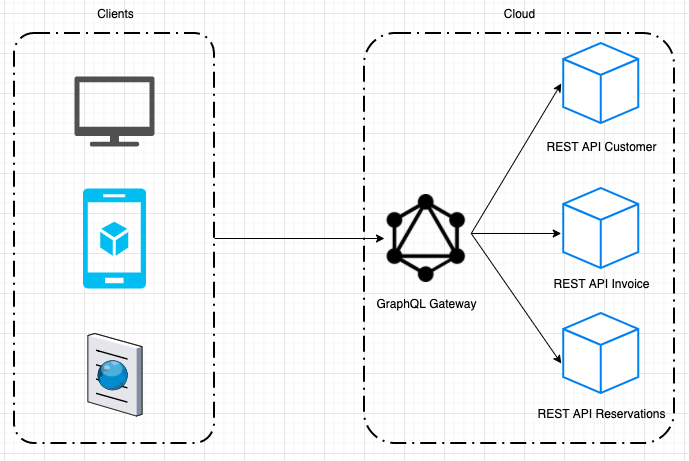 Clients
Cloud
REST API Customer
REST API Invoice
GraphQL Gateway
REST API Reservations